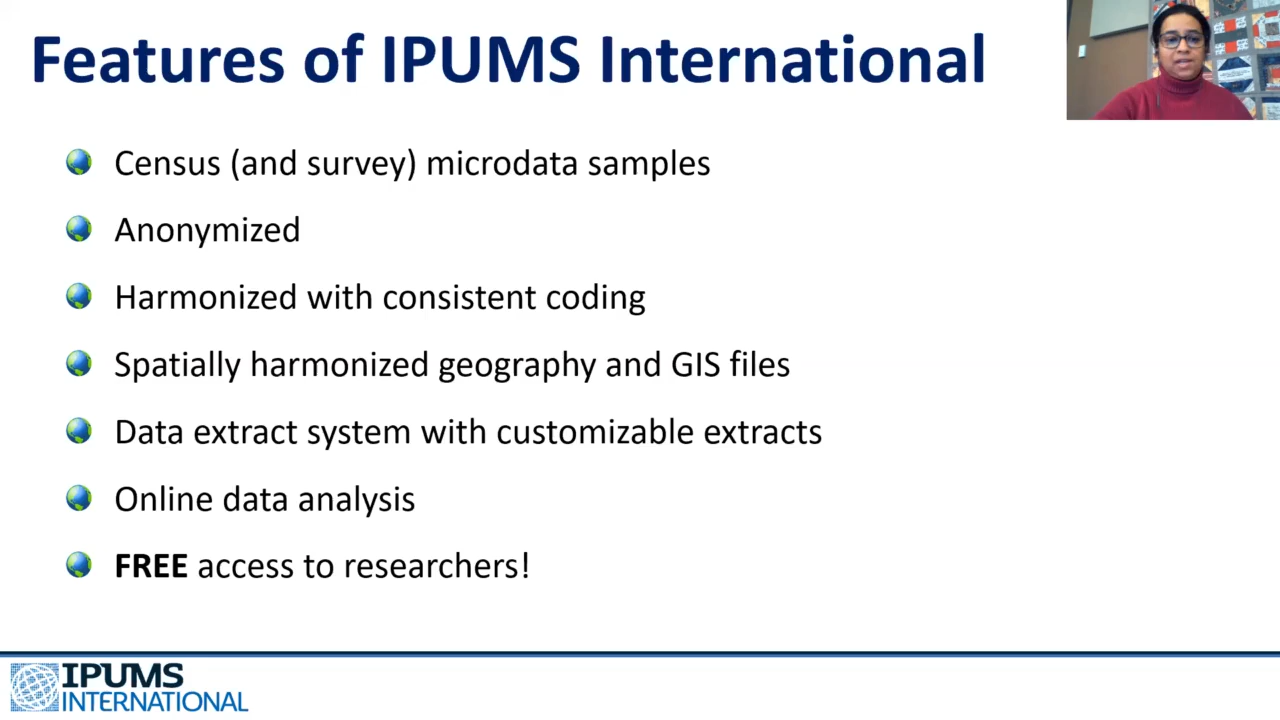 Features of IPUMS International
Census (and survey) microdata samples
Anonymized
Harmonized with consistent coding
Spatially harmonized geography and GIS files
Data extract system with customizable extracts
Online data analysis
FREE access to researchers!
IPUMS
INTERNATIONAL